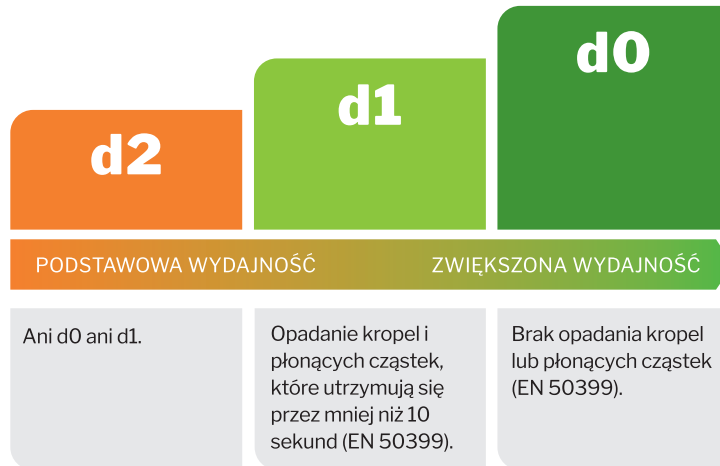 d2
d1
d0
PODSTAWOWA WYDAJNOŚĆ
ZWIĘKSZONA WYDAJNOŚĆ
Ani d0 ani d1.
Opadanie kropel i
płonących cząstek,
które utrzymują się
przez mniej niż 10
sekund (EN 50399).
Brak opadania kropel
lub płonących cząstek
(EN 50399).